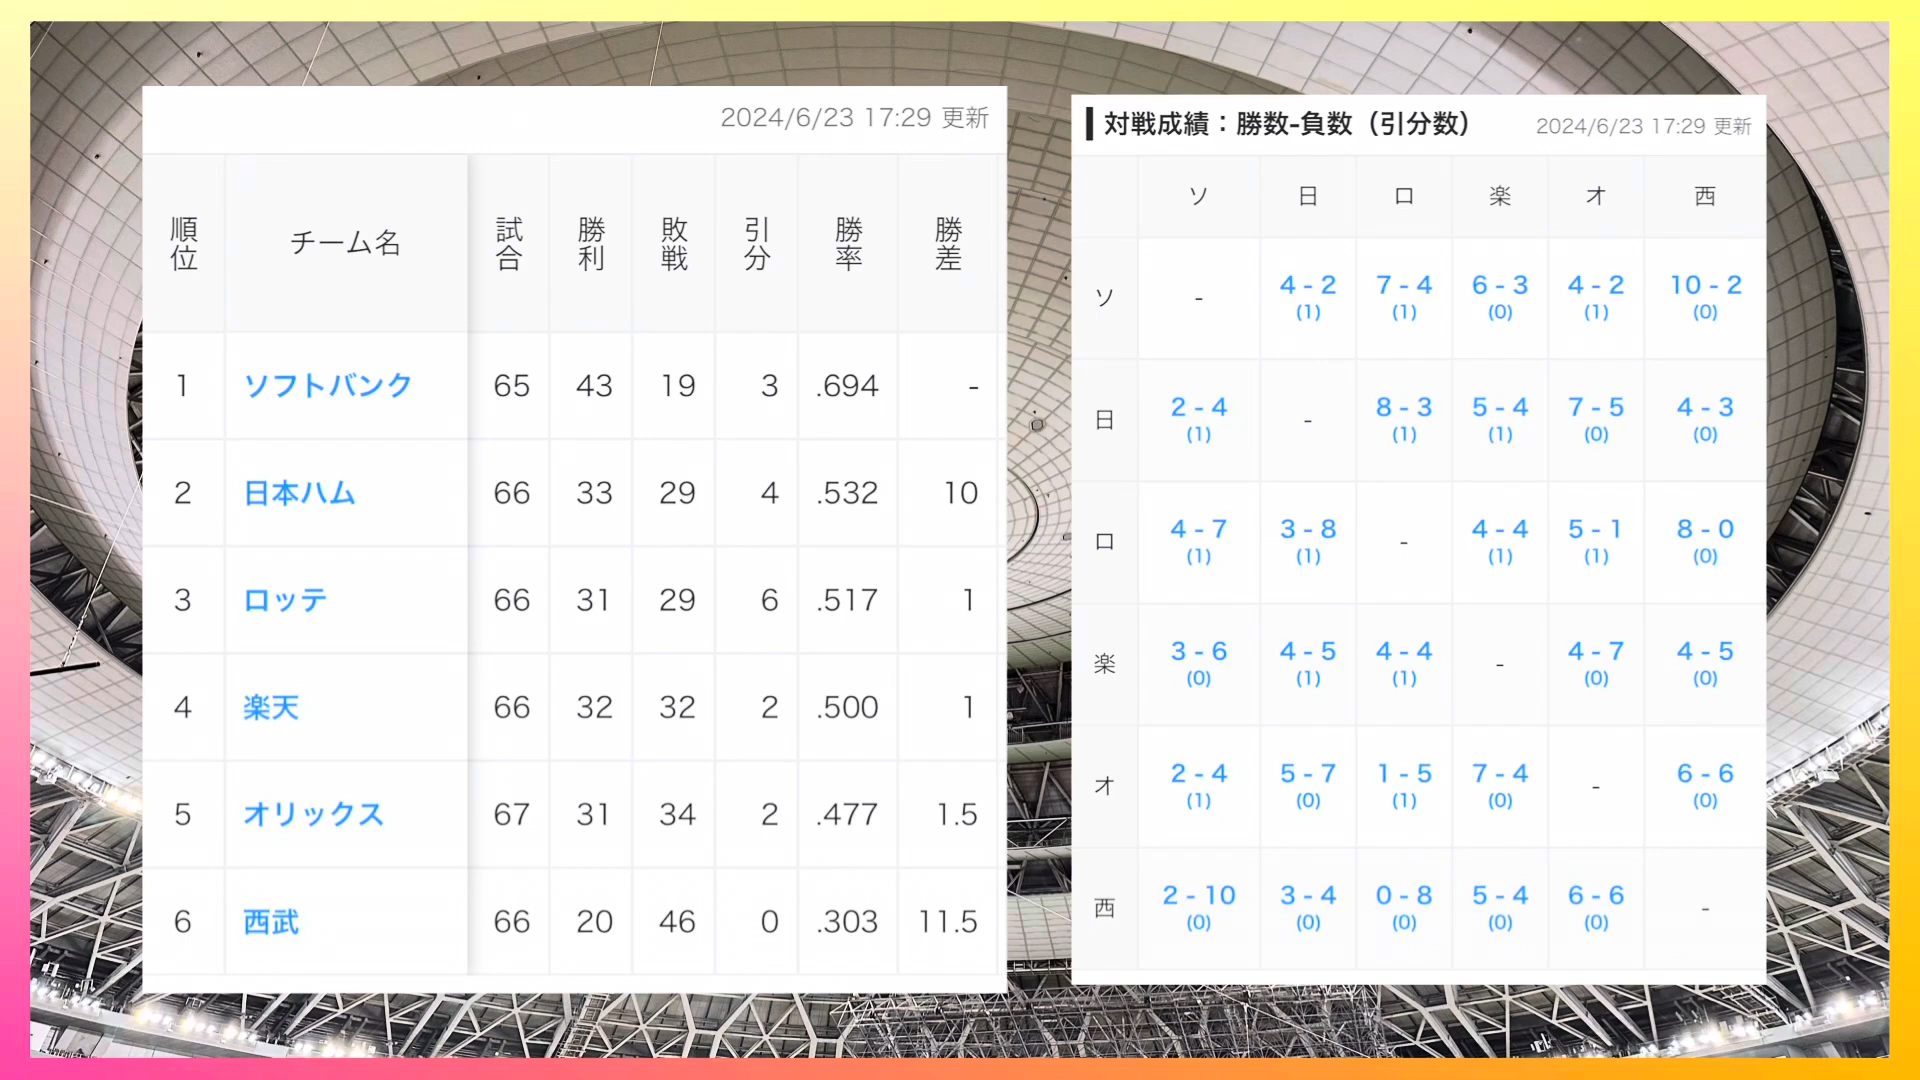 2024/6/23 17:29 更新
順位 チーム名 試合 勝利 敗戦 引分 勝率 勝差
1 ソフトバンク 65 43 19 3 .694 -
2 日本ハム 66 33 29 4 .532 10
3 ロッテ 66 31 29 6 .517 1
4 楽天 66 32 32 2 .500 1
5 オリックス 67 31 34 2 .477 1.5
6 西武 66 20 46 0 .303 11.5
対戦成績：勝数-負数（引分数） 2024/6/23 17:29 更新
ソ 日 ロ 楽 オ 西
ソ - 4 - 2 7 - 4 6 - 3 4 - 2 10 - 2
(1) (1) (0) (1) (0)
日 2 - 4 - 8 - 3 5 - 4 7 - 5 4 - 3
(1) (1) (1) (0) (0)
ロ 4 - 7 3 - 8 - 4 - 4 5 - 1 8 - 0
(1) (1) (1) (1) (0)
楽 3 - 6 4 - 5 4 - 4 - 4 - 7 4 - 5
(0) (1) (1) (0) (0)
オ 2 - 4 5 - 7 1 - 5 7 - 4 - 6 - 6
(1) (0) (1) (0) (0)
西 2 - 10 3 - 4 0 - 8 5 - 4 6 - 6 -
(0) (0) (0) (0) (0)